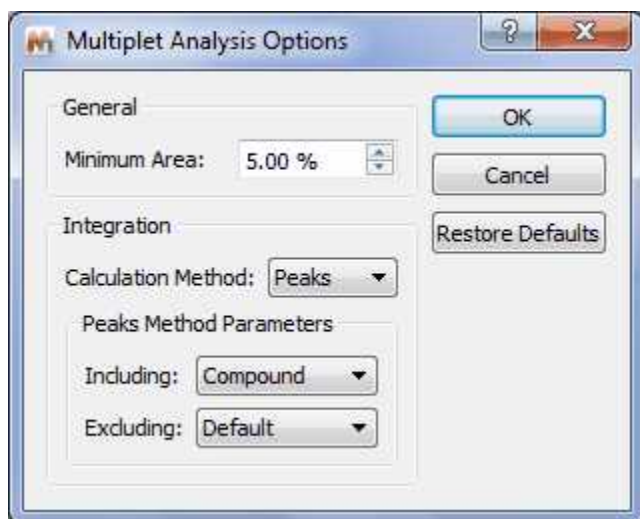 Multiplet Analysis Options
?
General
Minimum Area: 5.00 %
OK
Cancel
Restore Defaults
Integration
Calculation Method: Peaks
Peaks Method Parameters
Including: Compound
Excluding: Default